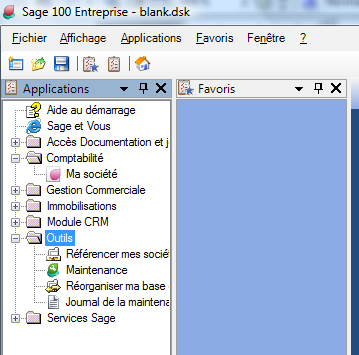 Sage 100 Entreprise - blank.dsk
Fichier Affichage Applications Favoris Fenêtre ?
Applications
Favoris
Aide au démarrage
Sage et Vous
Accès Documentation et j
Comptabilité
Ma société
Gestion Commerciale
Immobilisations
Module CRM
Outils
Référencer mes socié
Maintenance
Réorganiser ma base
Journal de la maintena
Services Sage